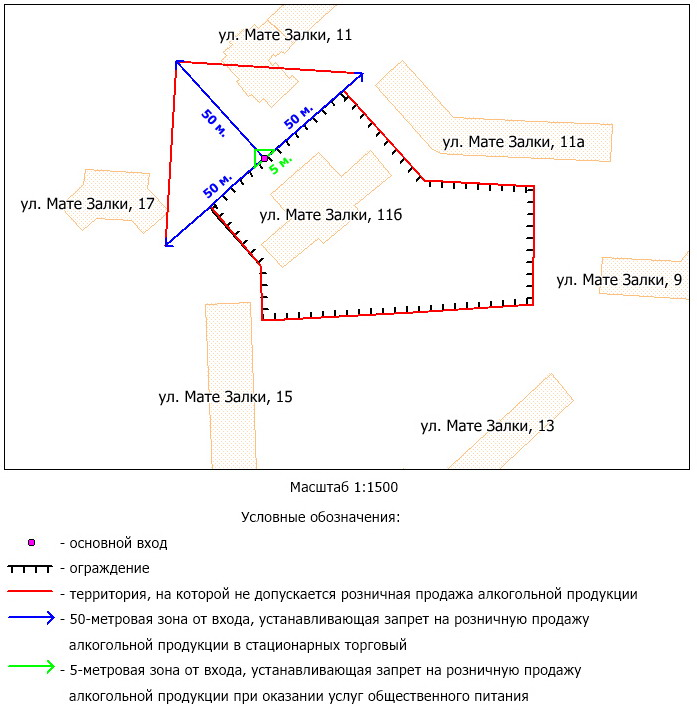 ул. Мате Залки, 11
50 м.
50 м.
ул. Мате Залки, 11а
5 м.
50 м.
ул. Мате Залки, 17
ул. Мате Залки, 11б
ул. Мате Залки, 9
ул. Мате Залки, 15
ул. Мате Залки, 13
Масштаб 1:1500
Условные обозначения:
- основной вход
- ограждение
- территория, на которой не допускается розничная продажа алкогольной продукции
- 50-метровая зона от входа, устанавливающая запрет на розничную продажу
алкогольной продукции в стационарных торговый
- 5-метровая зона от входа, устанавливающая запрет на розничную продажу
алкогольной продукции при оказании услуг общественного питания